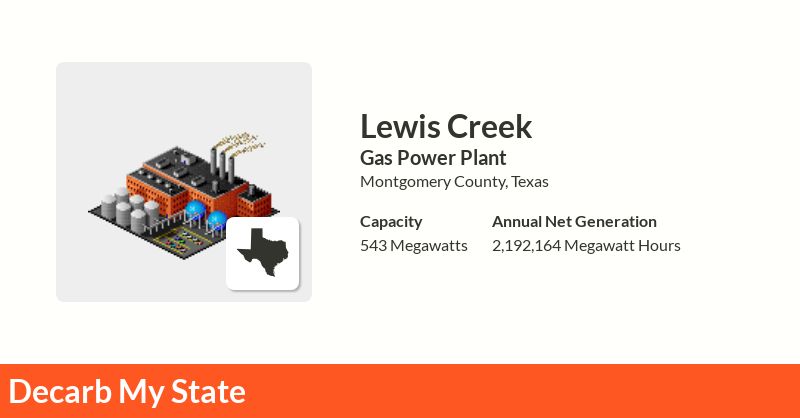 Lewis Creek
Gas Power Plant
Montgomery County, Texas
Capacity
543 Megawatts
Annual Net Generation
2,192,164 Megawatt Hours
Decarb My State